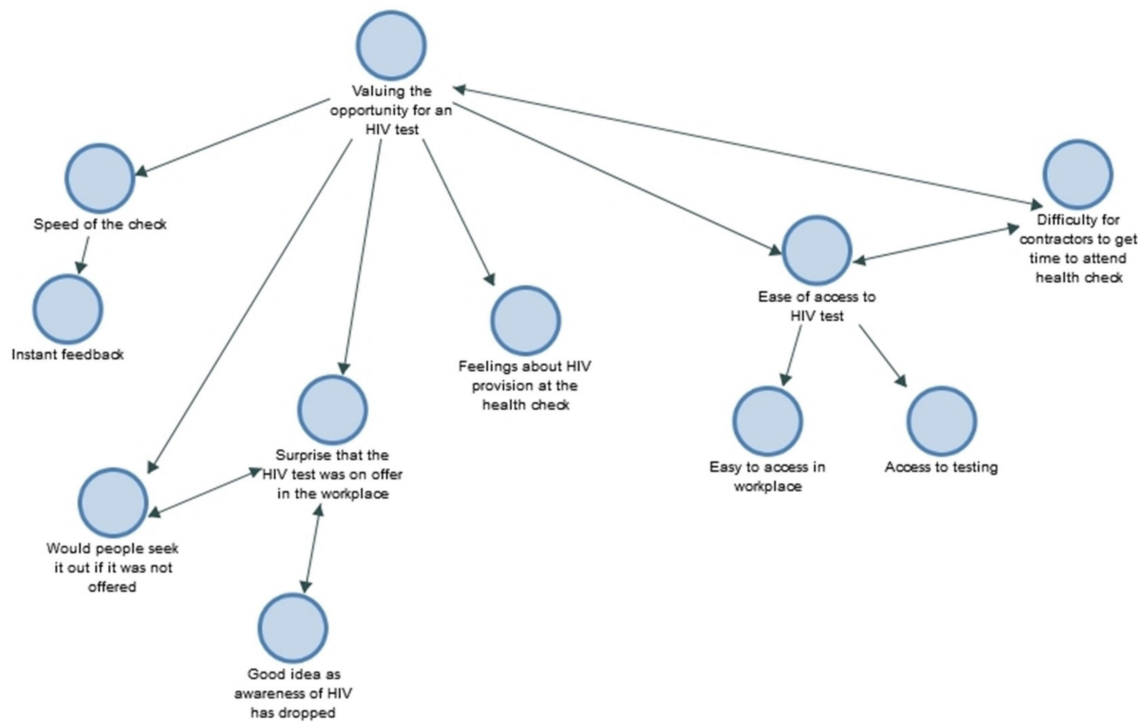 Valuing the
opportunity for an
HIV test
Speed of the check
Instant feedback
Difficulty for
contractors to get
time to attend
health check
Ease of access to
HIV test
Feelings about HIV
provision at the
health check
Easy to access in
workplace
Access to testing
Surprise that the
HIV test was on offer
in the workplace
Would people seek
it out if it was not
offered
Good idea as
awareness of HIV
has dropped